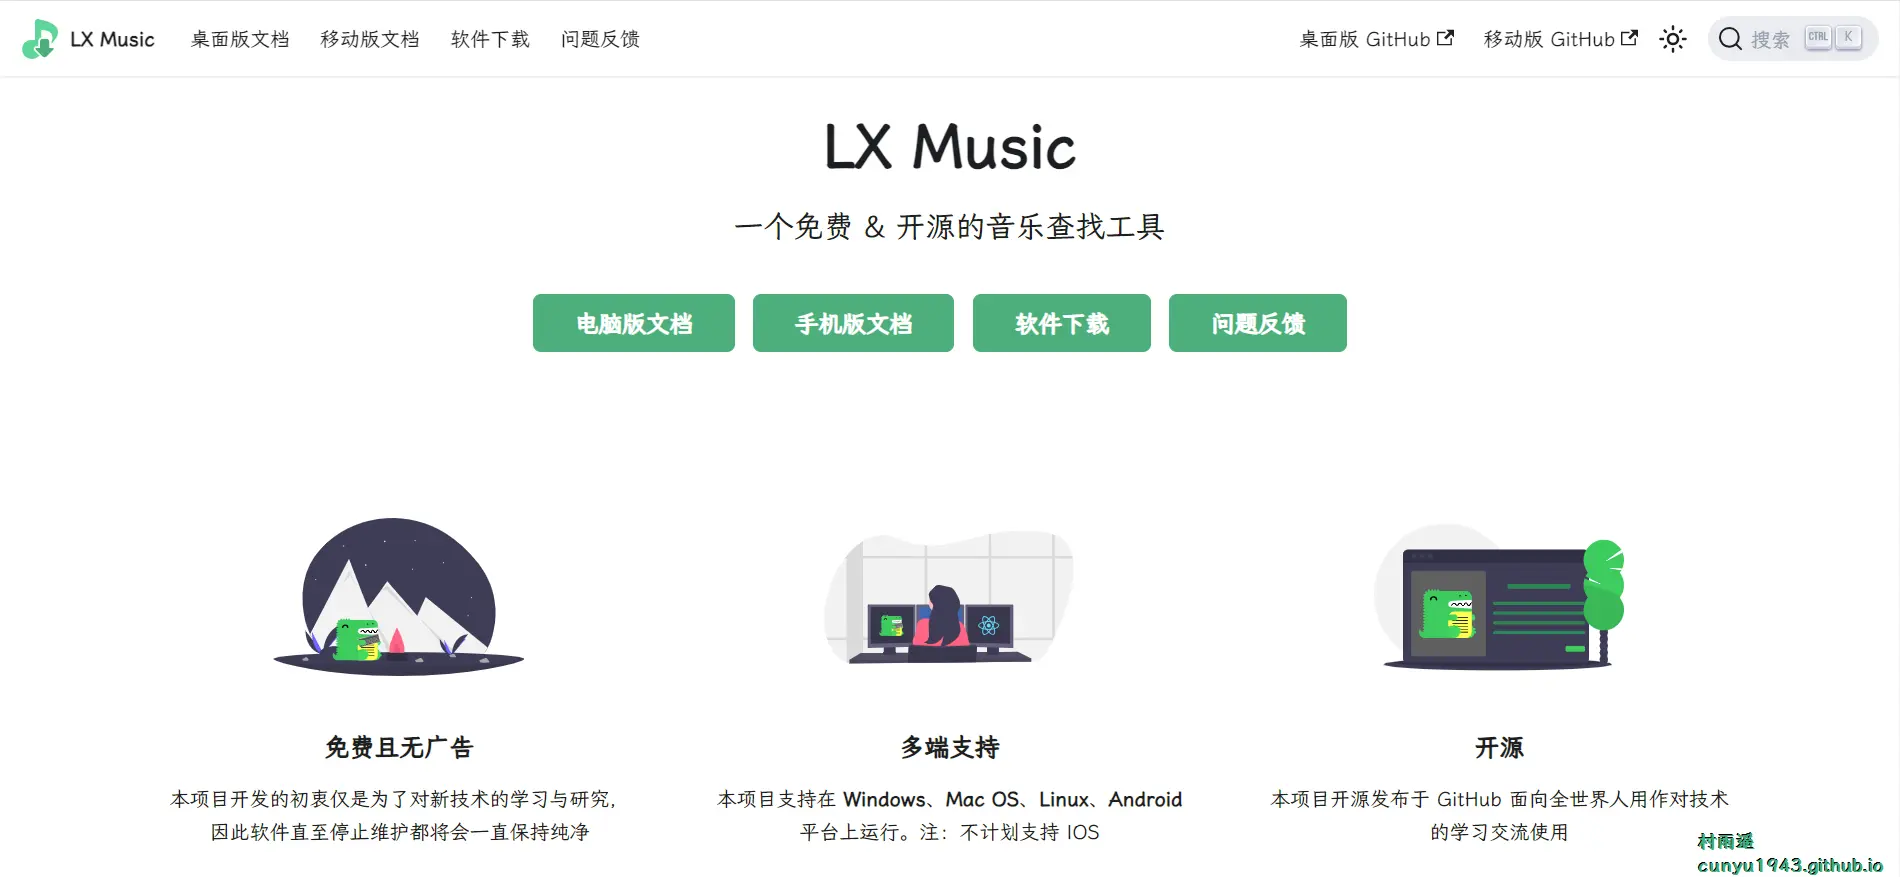 LX Music 桌面版文档 移动版文档 软件下载 问题反馈 桌面版 GitHub 移动版 GitHub 搜索 CTRL K
LX Music
一个免费 & 开源的音乐查找工具
电脑版文档 手机版文档 软件下载 问题反馈
免费且无广告
本项目开发的初衷仅是为了对新技术的学习与研究，
因此软件直至停止维护都将会一直保持纯净
多端支持
本项目支持在 Windows、Mac OS、Linux、Android
平台上运行。注：不计划支持 IOS
开源
本项目开源发布于 GitHub 面向全世界人用作对技术
的学习交流使用
村雨遥
cunyu1943.github.io